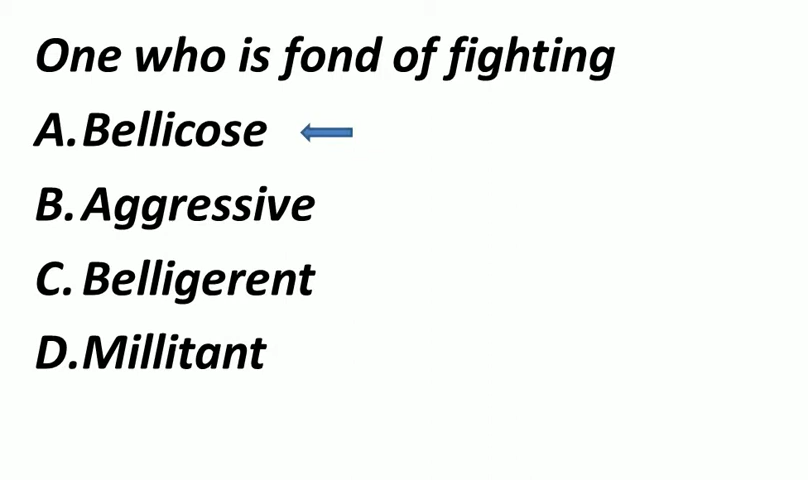 One who is fond of fighting
A.Bellicose
B. Aggressive
C. Belligerent
D.Millitant